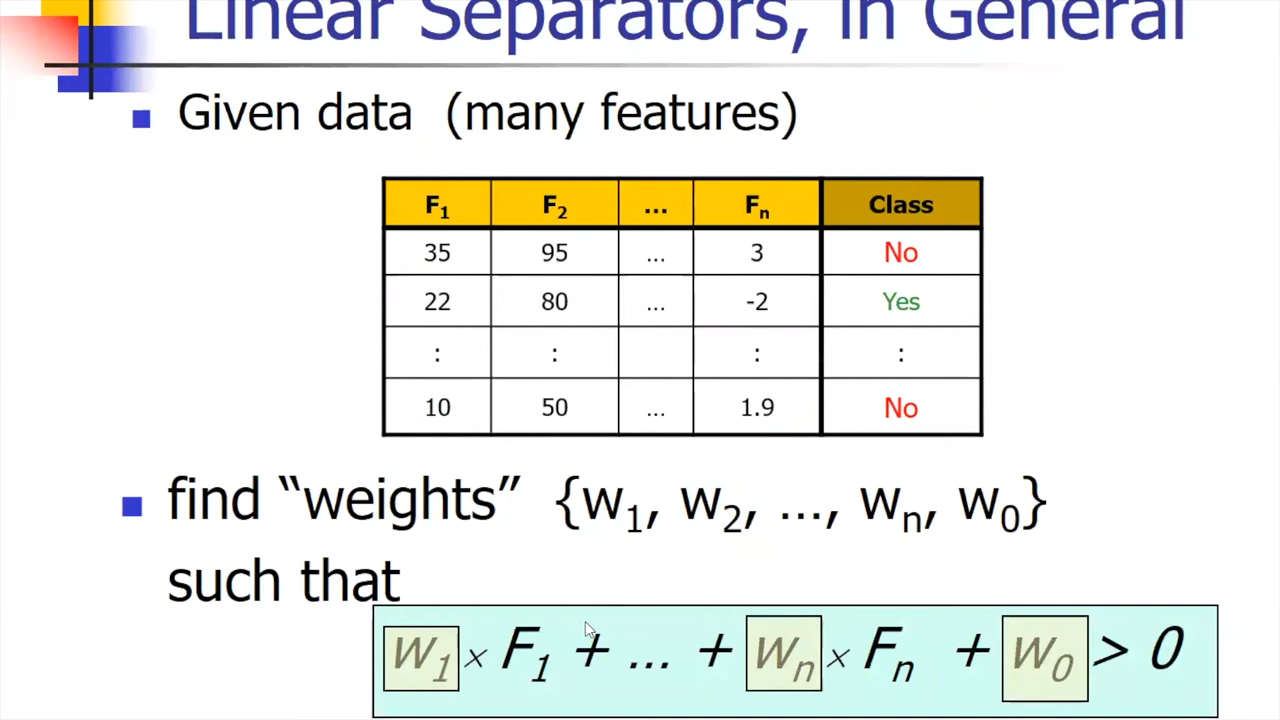 Linear Separators, in General
Given data (many features)
F1 F2 ... Fn Class
35 95 ... 3 No
22 80 ... -2 Yes
: : : :
10 50 ... 1.9 No
find “weights” {w1, w2, ..., wn, w0}
such that
w1 × F1 + ... + wn × Fn + w0 > 0